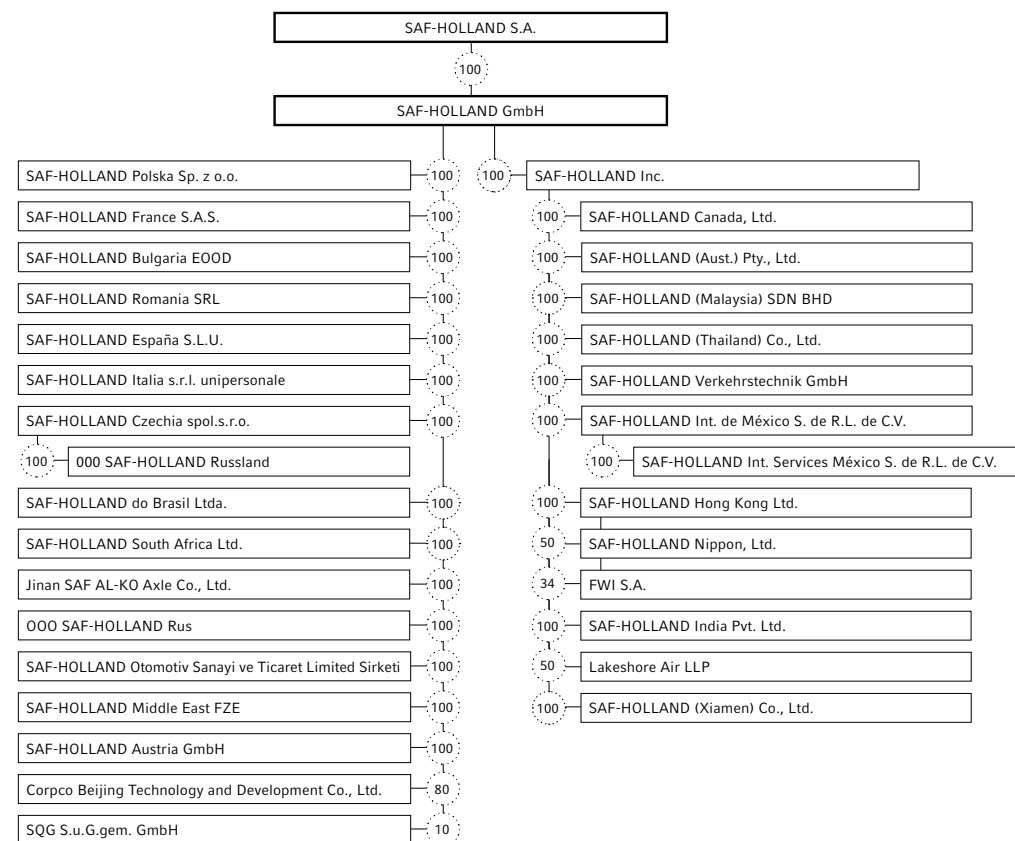 SAF-HOLLAND S.A.
100
SAF-HOLLAND GmbH
SAF-HOLLAND Polska Sp. z o.o.
100
100
SAF-HOLLAND Inc.
SAF-HOLLAND France S.A.S.
100
100
SAF-HOLLAND Canada, Ltd.
SAF-HOLLAND Bulgaria EOOD
100
100
SAF-HOLLAND (Aust.) Pty., Ltd.
SAF-HOLLAND Romania SRL
100
100
SAF-HOLLAND (Malaysia) SDN BHD
SAF-HOLLAND España S.L.U.
100
100
SAF-HOLLAND (Thailand) Co., Ltd.
SAF-HOLLAND Italia s.r.l. unipersonale
100
100
SAF-HOLLAND Verkehrstechnik GmbH
SAF-HOLLAND Czechia spol.s.r.o.
100
100
SAF-HOLLAND Int. de México S. de R.L. de C.V.
100
000 SAF-HOLLAND Russland
100
SAF-HOLLAND Int. Services México S. de R.L. de C.V.
SAF-HOLLAND do Brasil Ltda.
100
100
SAF-HOLLAND Hong Kong Ltd.
SAF-HOLLAND South Africa Ltd.
100
50
SAF-HOLLAND Nippon, Ltd.
Jinan SAF AL-KO Axle Co., Ltd.
100
34
FWI S.A.
OOO SAF-HOLLAND Rus
100
100
SAF-HOLLAND India Pvt. Ltd.
SAF-HOLLAND Otomotiv Sanayi ve Ticaret Limited Sirketi
100
50
Lakeshore Air LLP
SAF-HOLLAND Middle East FZE
100
100
SAF-HOLLAND (Xiamen) Co., Ltd.
SAF-HOLLAND Austria GmbH
100
Corpco Beijing Technology and Development Co., Ltd.
80
SQG S.u.G.gem. GmbH
10